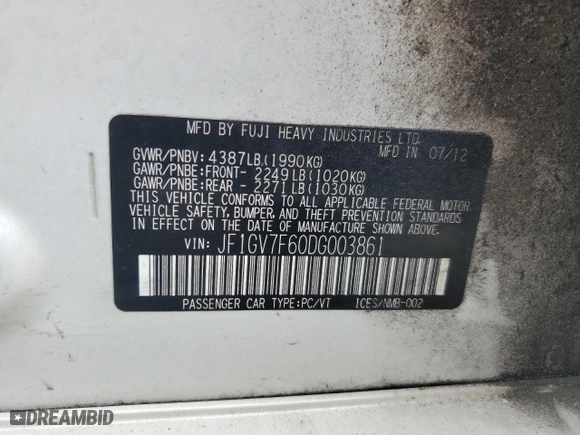 MFD BY FUJI HEAVY INDUSTRIES LTD.
MFD IN 07/12
GVWR/PNBV: 4387LB.(1990KG)
GAWR/PNBE:FRONT- 2249LB(1020KG)
GAWR/PNBE:REAR - 2271LB(1030KG)
THIS VEHICLE CONFORMS TO ALL
APPLICABLE FEDERAL MOTOR
VEHICLE SAFETY, BUMPER, AND THEFT PREVENTION STANDARDS
IN EFFECT ON THE DATE OF MANUFACTURE SHOWN ABOVE.
VIN: JF1GV7F60DG003861
PASSENGER CAR TYPE:PC/VT 1CES/NMB-002
DREAMBID